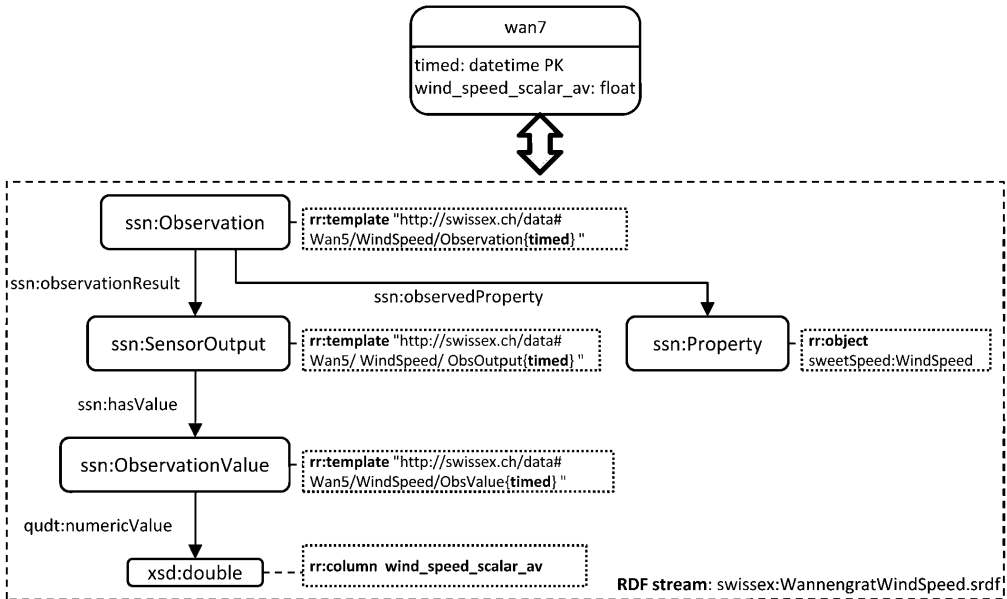 wan7
timed: datetime PK
wind_speed_scalar_av: float
ssn:Observation
rr:template "http://swissex.ch/data#
Wan5/WindSpeed/Observation{timed} "
ssn:observationResult
ssn:observedProperty
ssn:SensorOutput
rr:template "http://swissex.ch/data#
Wan5/ WindSpeed/ ObsOutput{timed} "
ssn:Property
rr:object
sweetSpeed:WindSpeed
ssn:hasValue
ssn:ObservationValue
rr:template "http://swissex.ch/data#
Wan5/WindSpeed/ObsValue{timed} "
qudt:numericValue
xsd:double
rr:column wind_speed_scalar_av
RDF stream: swissex:WannengratWindSpeed.srdf